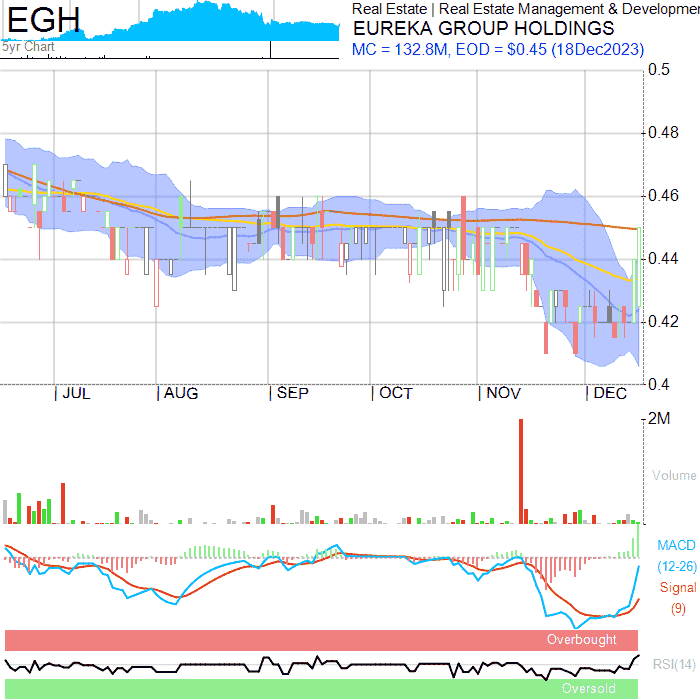 EGH
Real Estate | Real Estate Management & Developmen
EUREKA GROUP HOLDINGS
5yr Chart
MC = 132.8M, EOD = $0.45 (18Dec2023)
0.5
0.48
0.46
0.44
0.42
0.4
JUL
AUG
SEP
OCT
NOV
DEC
2M
Volume
MACD
(12-26)
Signal
(9)
Overbought
RSI(14)
Oversold